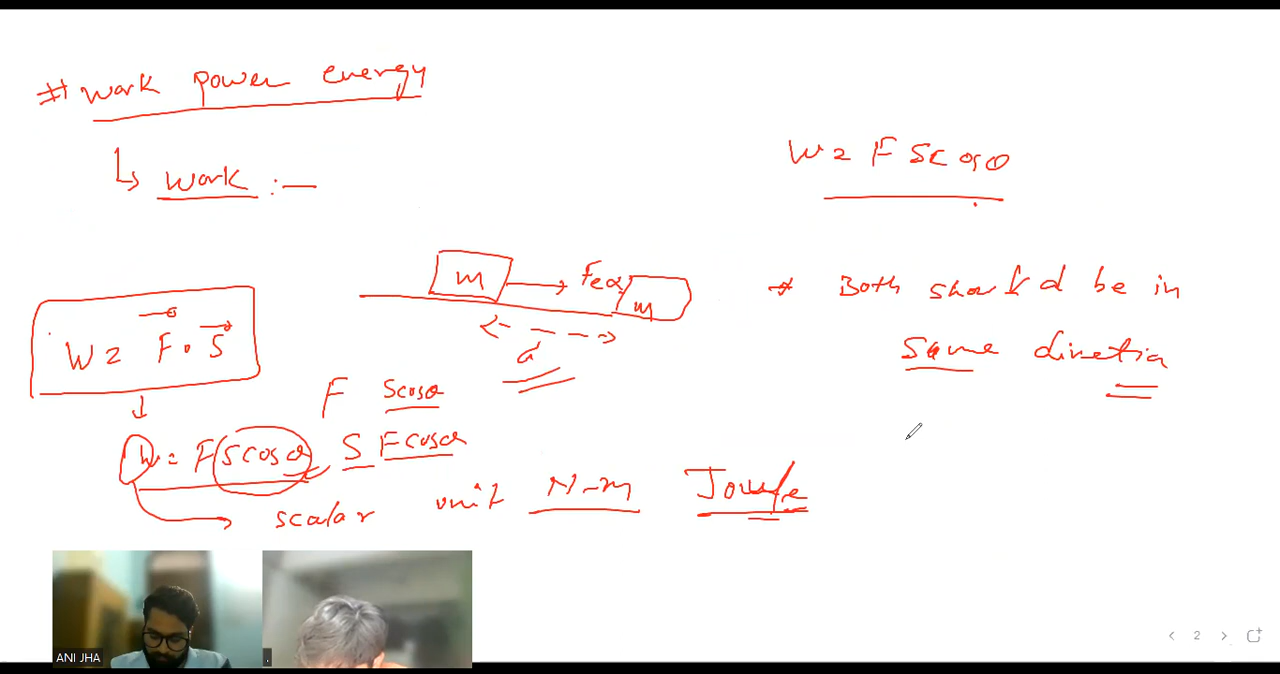 # Work power energy
↳ Work :—
W = F S cosθ
m → Fex m
d
* Both should be in
same direction
W = F · S
F Scosθ
W = F Scosθ S Fcosθ
scalar unit N-m Joule
ANI JHA
2